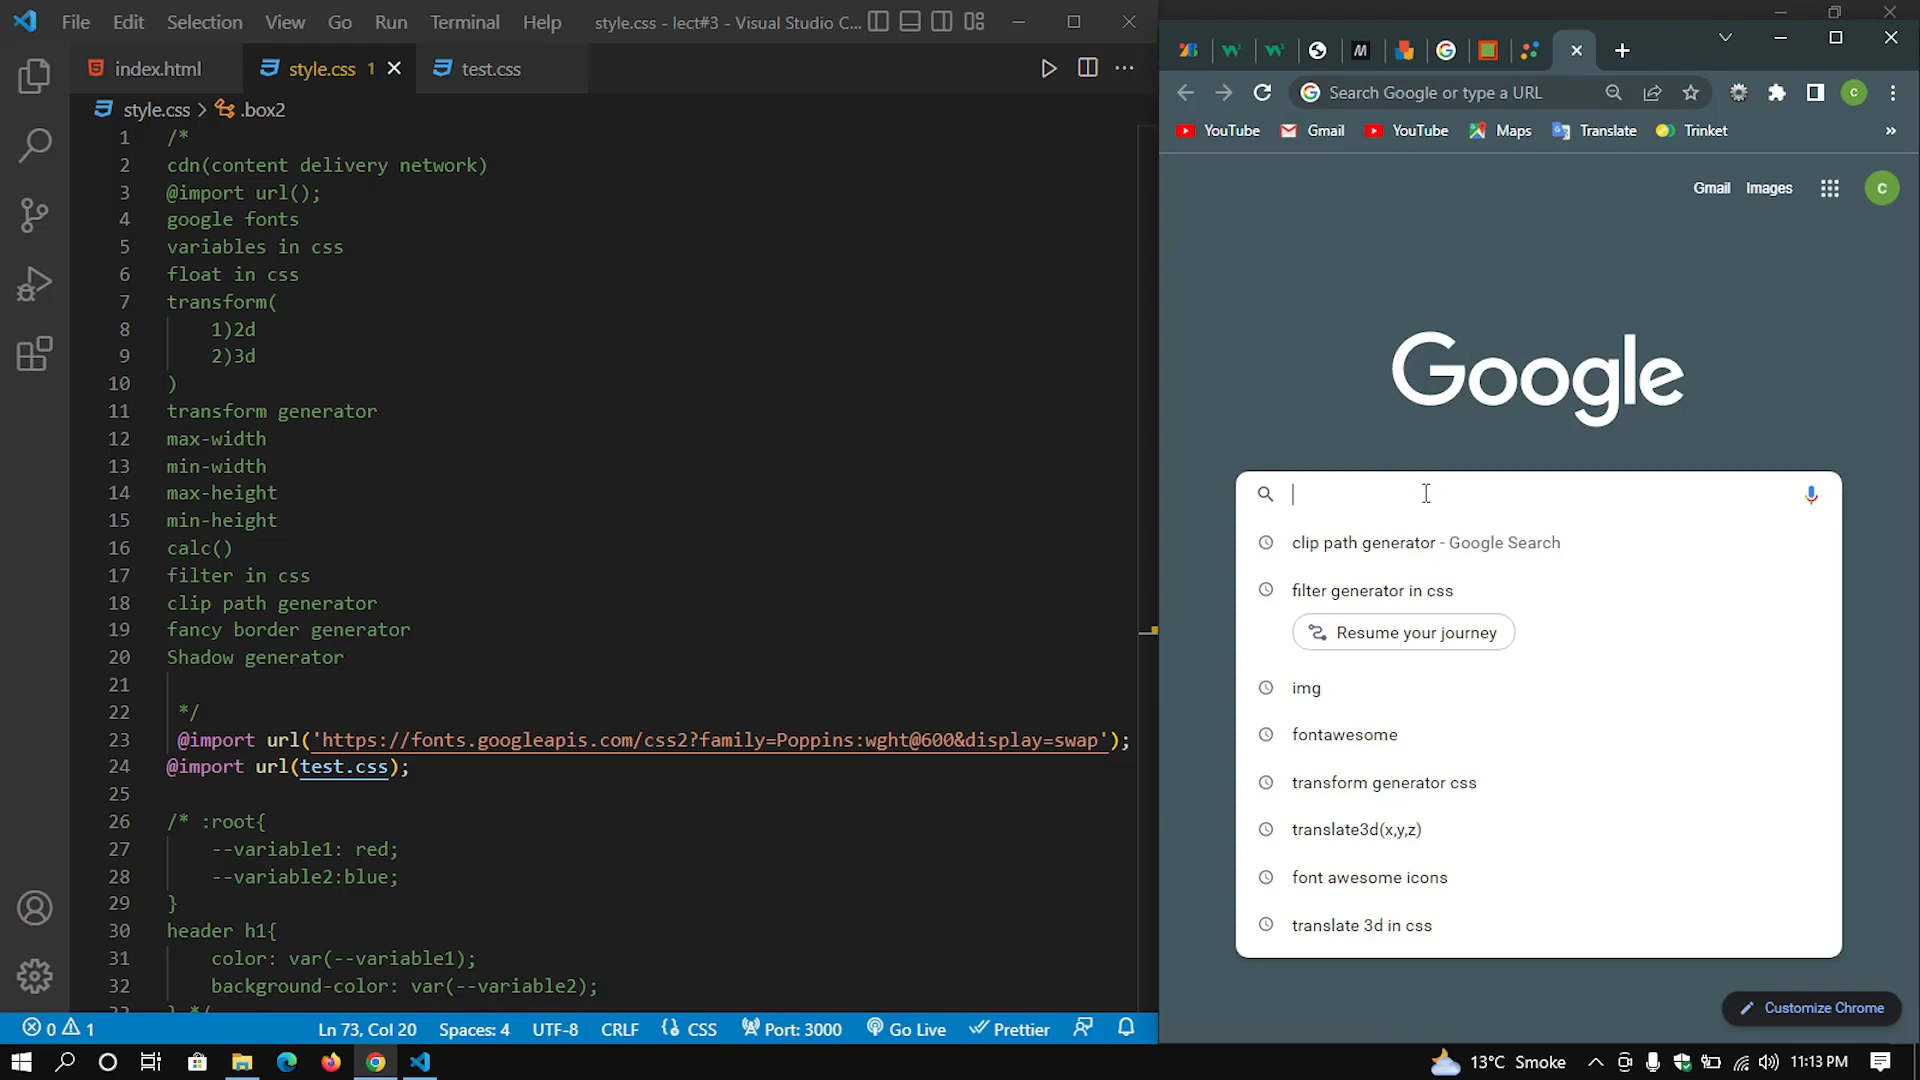 File Edit Selection View Go Run Terminal Help style.css - lect#3 - Visual Studio C...
index.html style.css 1 test.css
style.css > .box2
1 /*
2 cdn(content delivery network)
3 @import url();
4 google fonts
5 variables in css
6 float in css
7 transform(
8 1)2d
9 2)3d
10 )
11 transform generator
12 max-width
13 min-width
14 max-height
15 min-height
16 calc()
17 filter in css
18 clip path generator
19 fancy border generator
20 Shadow generator
21
22 */
23 @import url('https://fonts.googleapis.com/css2?family=Poppins:wght@600&display=swap');
24 @import url(test.css);
25
26 /* :root{
27 --variable1: red;
28 --variable2:blue;
29 }
30 header h1{
31 color: var(--variable1);
32 background-color: var(--variable2);
33 } */
0 1 Ln 73, Col 20 Spaces: 4 UTF-8 CRLF CSS Port: 3000 Go Live Prettier
Search Google or type a URL
YouTube Gmail YouTube Maps Translate Trinket »
Gmail Images C
Google
clip path generator - Google Search
filter generator in css
Resume your journey
img
fontawesome
transform generator css
translate3d(x,y,z)
font awesome icons
translate 3d in css
Customize Chrome
13°C Smoke 11:13 PM